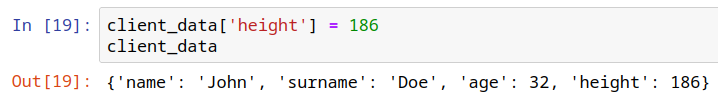 In [19]: client_data['height'] = 186
client_data
Out[19]: {'name': 'John', 'surname': 'Doe', 'age': 32, 'height': 186}